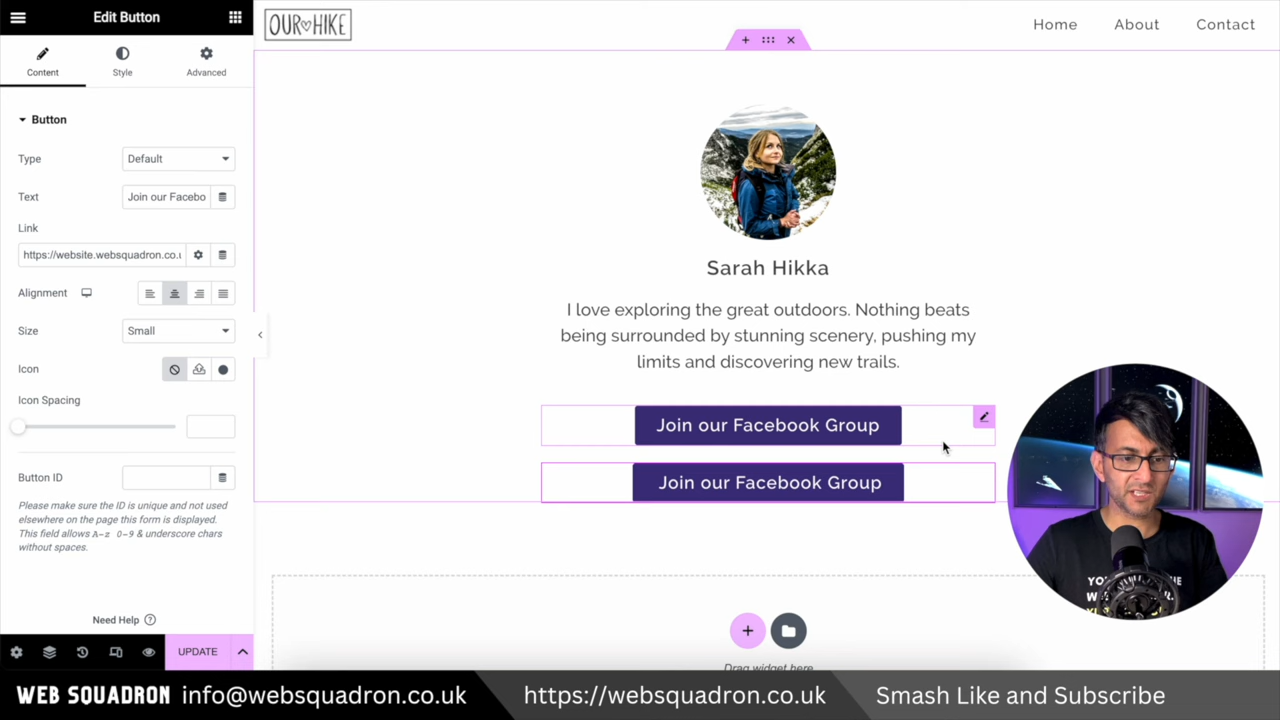 Edit Button
OUR HIKE
Home
About
Contact
Content
Style
Advanced
Button
Type
Default
Text
Join our Facebo
Link
https://website.websquadron.co.u
Alignment
Size
Small
Icon
Icon Spacing
Button ID
Please make sure the ID is unique and not used
elsewhere on the page this form is displayed.
This field allows A-z 0-9 & underscore chars
without spaces.
Need Help
UPDATE
Sarah Hikka
I love exploring the great outdoors. Nothing beats
being surrounded by stunning scenery, pushing my
limits and discovering new trails.
Join our Facebook Group
Join our Facebook Group
Drag widget here
WEB SQUADRON info@websquadron.co.uk
https://websquadron.co.uk
Smash Like and Subscribe